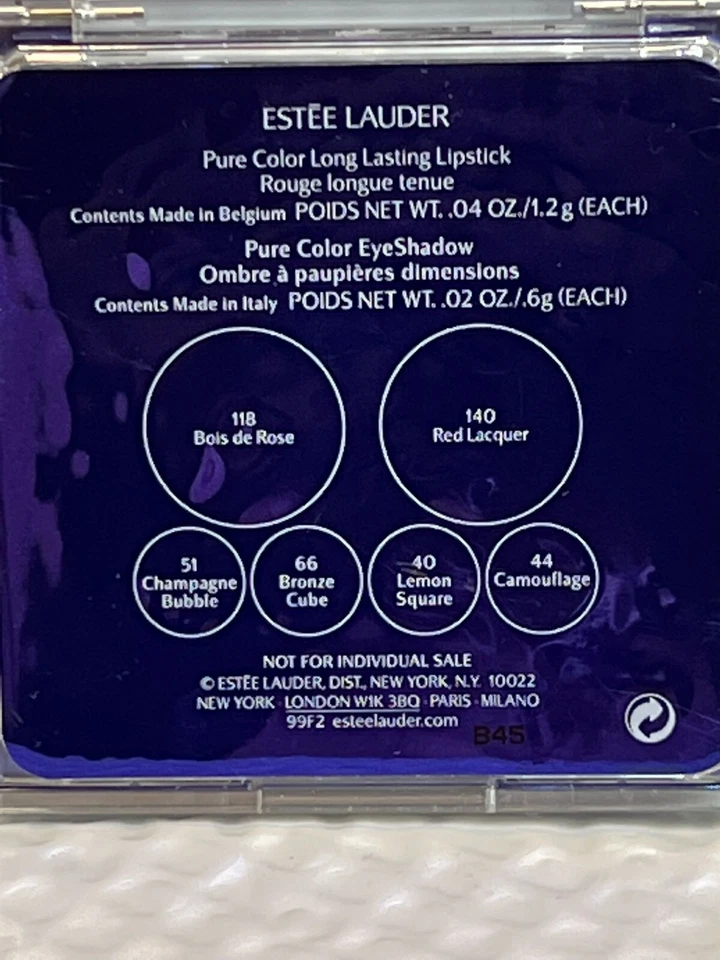 ESTĒE LAUDER
Pure Color Long Lasting Lipstick
Rouge longue tenue
Contents Made in Belgium POIDS NET WT. .04 OZ./1.2 g (EACH)
Pure Color EyeShadow
Ombre à paupières dimensions
Contents Made in Italy POIDS NET WT. .02 OZ./.6g (EACH)
118
Bois de Rose
140
Red Lacquer
51
Champagne
Bubble
66
Bronze
Cube
40
Lemon
Square
44
Camouflage
NOT FOR INDIVIDUAL SALE
© ESTĒE LAUDER, DIST., NEW YORK, N.Y. 10022
NEW YORK · LONDON W1K 3BQ · PARIS · MILANO
99F2 esteelauder.com
B45